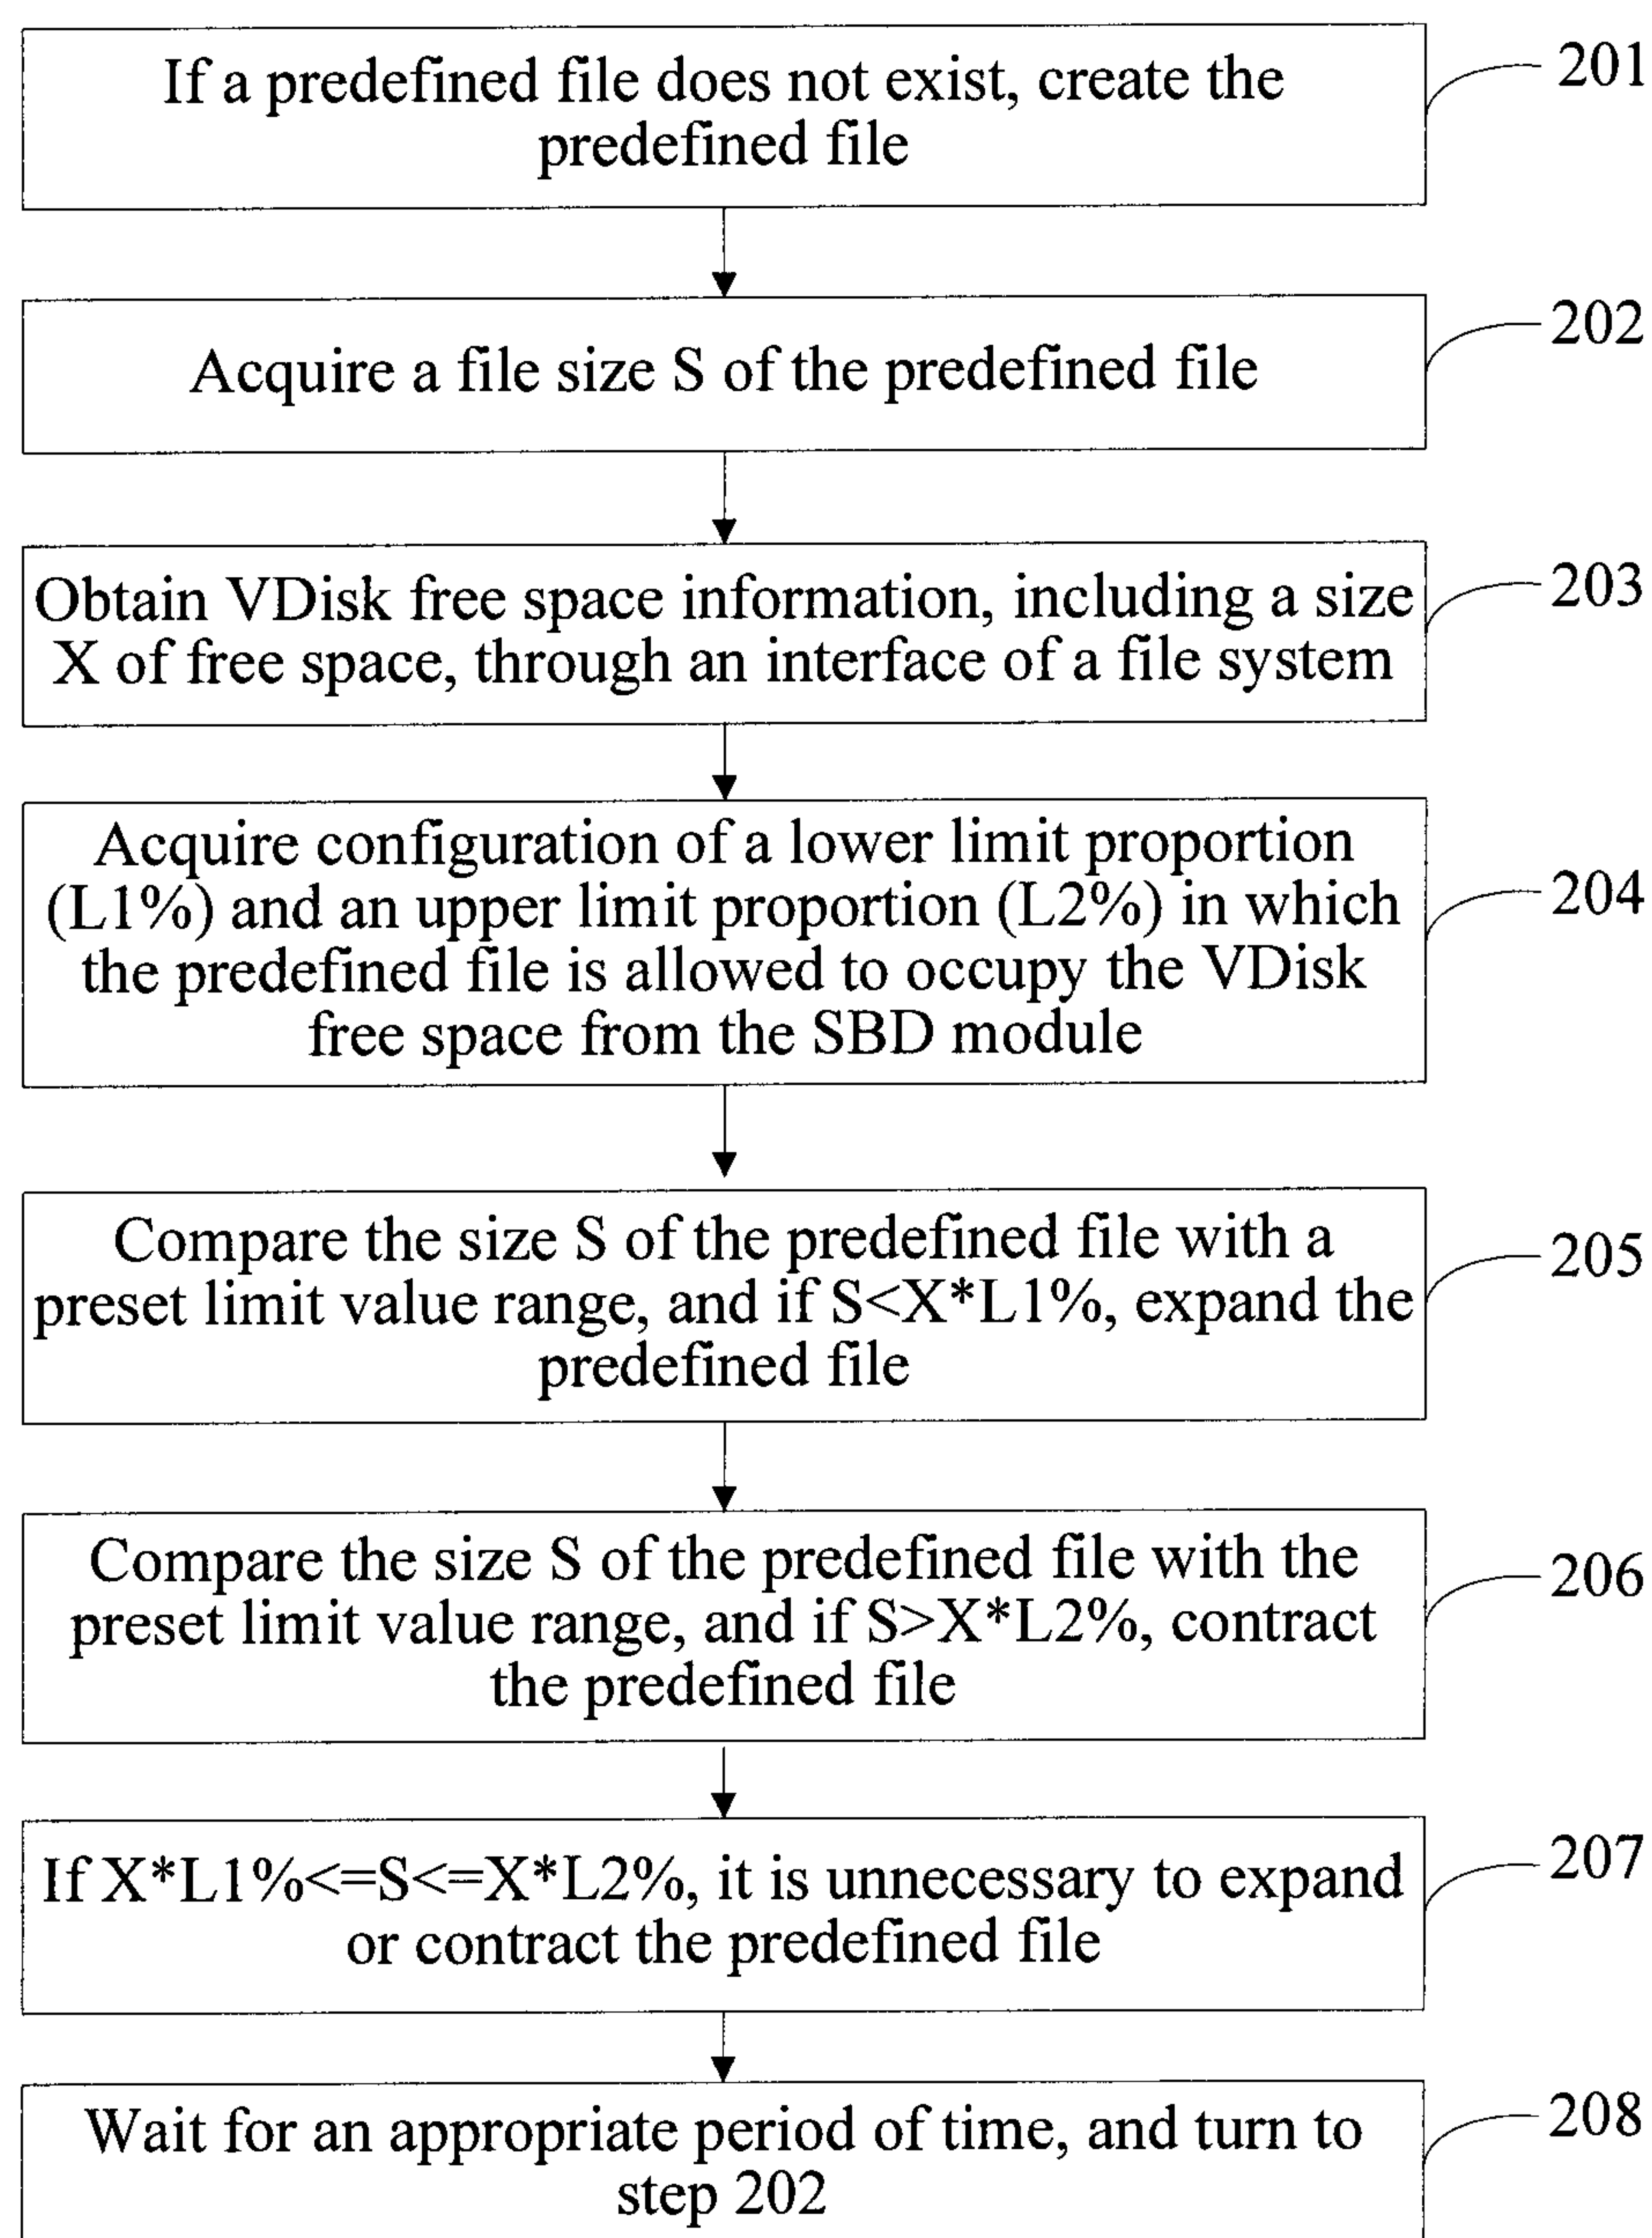 If a predefined file does not exist, create the
predefined file
201
Acquire a file size S of the predefined file
202
Obtain VDisk free space information, including a size
X of free space, through an interface of a file system
203
Acquire configuration of a lower limit proportion
(L1%) and an upper limit proportion (L2%) in which
the predefined file is allowed to occupy the VDisk
free space from the SBD module
204
Compare the size S of the predefined file with a
preset limit value range, and if S<X*L1%, expand the
predefined file
205
Compare the size S of the predefined file with the
preset limit value range, and if S>X*L2%, contract
the predefined file
206
If X*L1%<=S<=X*L2%, it is unnecessary to expand
or contract the predefined file
207
Wait for an appropriate period of time, and turn to
step 202
208